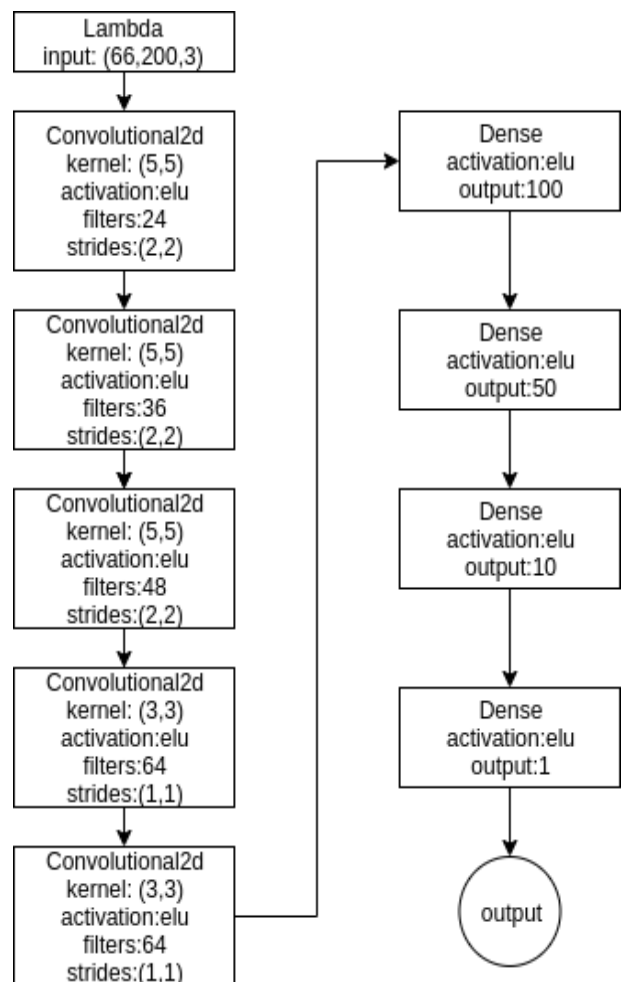 Lambda
input: (66,200,3)
Convolutional2d
kernel: (5,5)
activation:elu
filters:24
strides:(2,2)
Convolutional2d
kernel: (5,5)
activation:elu
filters:36
strides:(2,2)
Convolutional2d
kernel: (5,5)
activation:elu
filters:48
strides:(2,2)
Convolutional2d
kernel: (3,3)
activation:elu
filters:64
strides:(1,1)
Convolutional2d
kernel: (3,3)
activation:elu
filters:64
strides:(1,1)
Dense
activation:elu
output:100
Dense
activation:elu
output:50
Dense
activation:elu
output:10
Dense
activation:elu
output:1
output